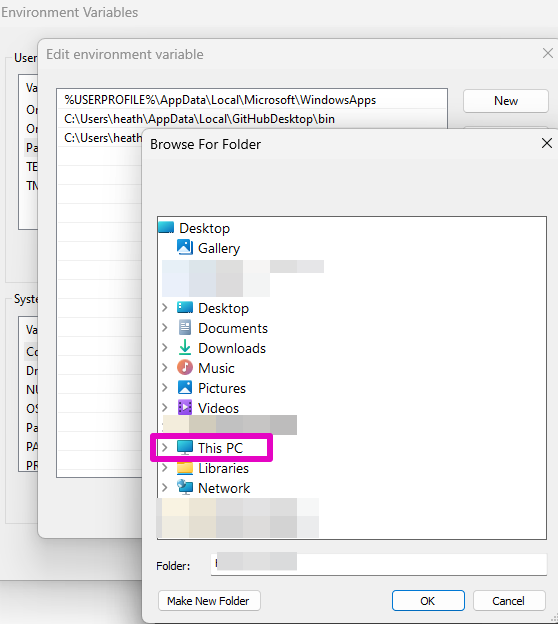 Environment Variables
User
Edit environment variable
Va
On
On
Pa
TE
TM
%USERPROFILE%\AppData\Local\Microsoft\WindowsApps
C:\Users\heath\AppData\Local\GitHubDesktop\bin
C:\Users\heath
New
Browse For Folder
Desktop
Gallery
Desktop
Documents
Downloads
Music
Pictures
Videos
This PC
Libraries
Network
Syste
Va
Co
Dr
NU
OS
Pa
PA
PR
Folder:
Make New Folder
OK
Cancel